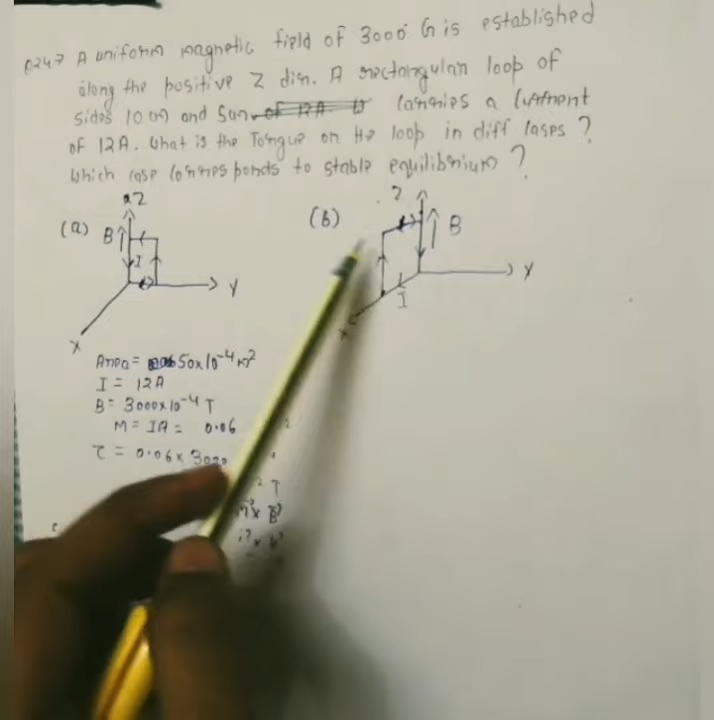 Q24.7 A uniform magnetic field of 3000 G is established
along the positive Z dirn. A rectangular loop of
sides 10 cm and 5 cm carries a current
of 12A. What is the Torque on the loop in diff cases ?
Which case corresponds to stable equilibrium ?
(a) B Z I Y X
(b) Z B Y I X
Area = 50x10-4 m2
I = 12A
B = 3000x10-4 T
M = IA = 0.06
τ = 0.06 x 3000